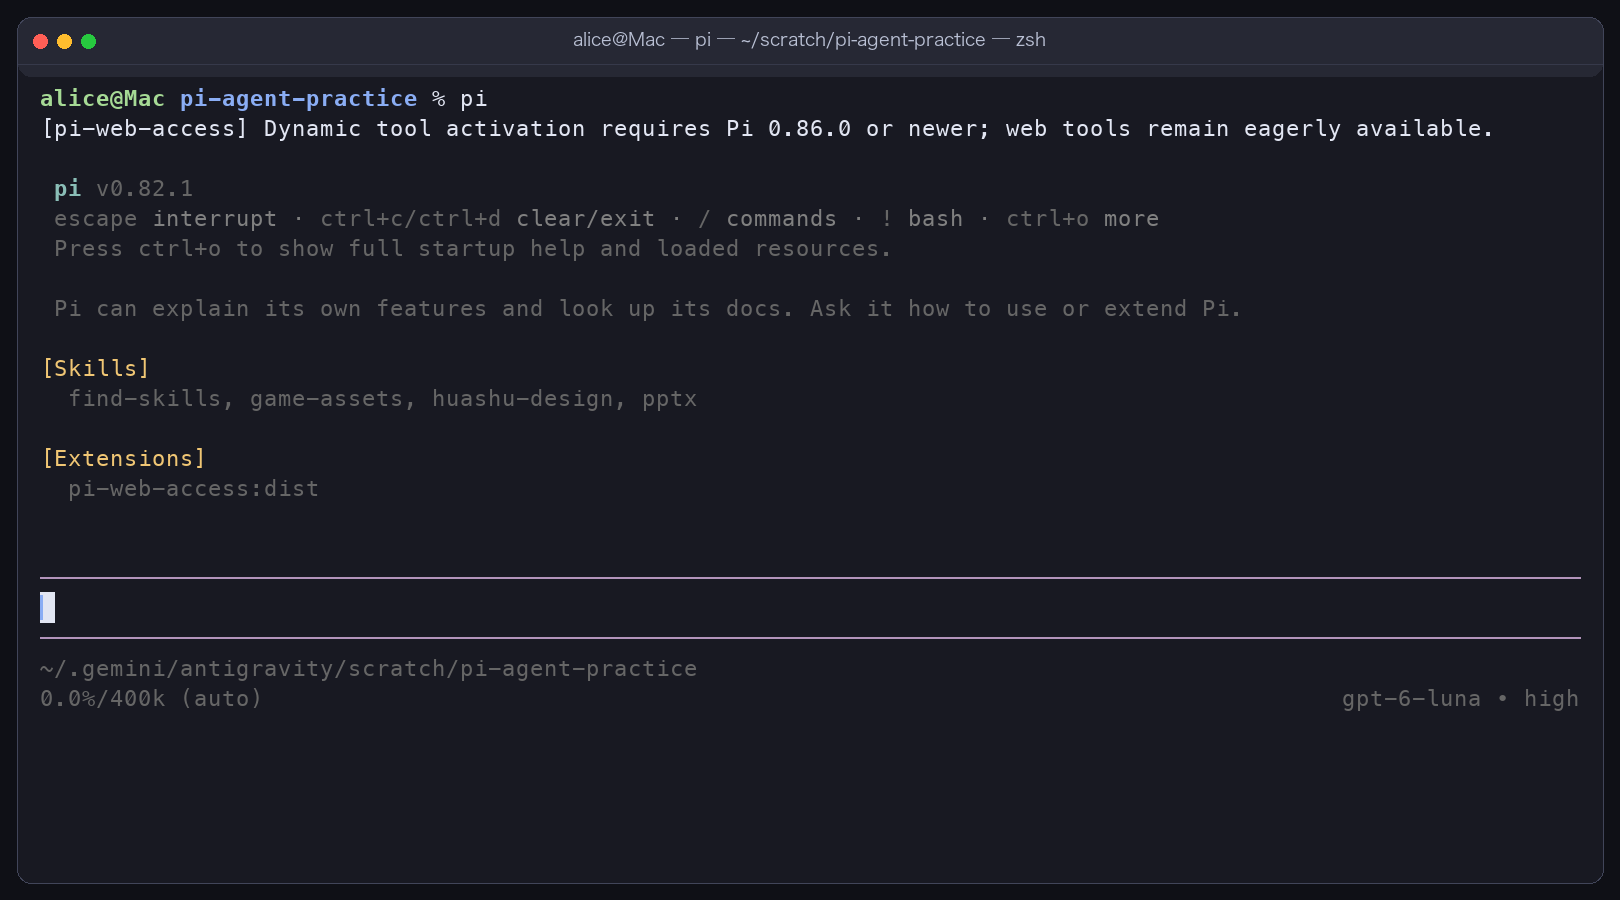 alice@Mac — pi — ~/scratch/pi-agent-practice — zsh
alice@Mac pi-agent-practice % pi
[pi-web-access] Dynamic tool activation requires Pi 0.86.0 or newer; web tools remain eagerly available.
pi v0.82.1
escape interrupt · ctrl+c/ctrl+d clear/exit · / commands · ! bash · ctrl+o more
Press ctrl+o to show full startup help and loaded resources.
Pi can explain its own features and look up its docs. Ask it how to use or extend Pi.
[Skills]
find-skills, game-assets, huashu-design, pptx
[Extensions]
pi-web-access:dist
~/.gemini/antigravity/scratch/pi-agent-practice
0.0%/400k (auto) gpt-6-luna • high